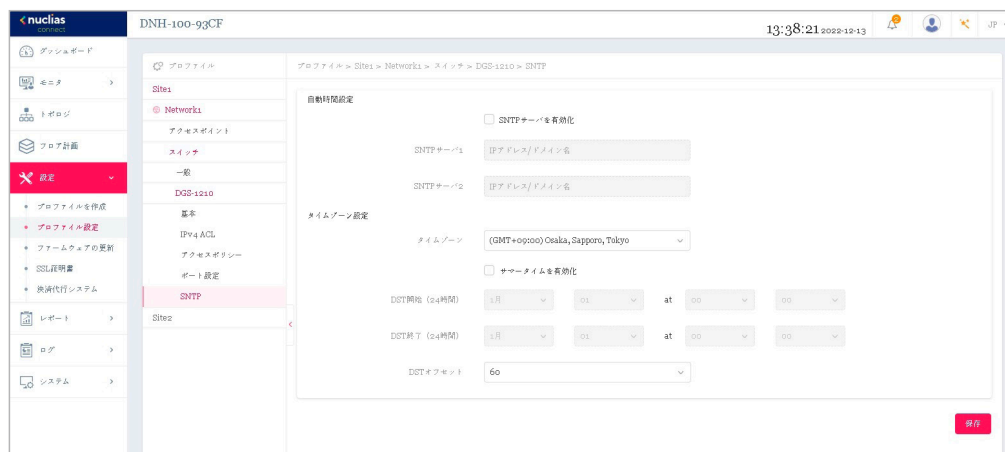 nuclias
connect
DNH-100-93CF
13:38:21 2022-12-13
JP
ダッシュボード
モニタ
トポロジ
フロア計画
設定
プロファイルを作成
プロファイル設定
ファームウェアの更新
SSL証明書
決済代行システム
レポート
ログ
システム
プロファイル
Site1
Network1
アクセスポイント
スイッチ
一般
DGS-1210
基本
IPv4 ACL
アクセスポリシー
ポート設定
SNTP
Site2
プロファイル > Site1 > Network1 > スイッチ > DGS-1210 > SNTP
自動時間設定
SNTPサーバを有効化
SNTPサーバ1 IPアドレス/ドメイン名
SNTPサーバ2 IPアドレス/ドメイン名
タイムゾーン設定
タイムゾーン (GMT+09:00) Osaka, Sapporo, Tokyo
サマータイムを有効化
DST開始（24時間） 1月 01 at 00 00
DST終了（24時間） 1月 01 at 00 00
DSTオフセット 60
保存